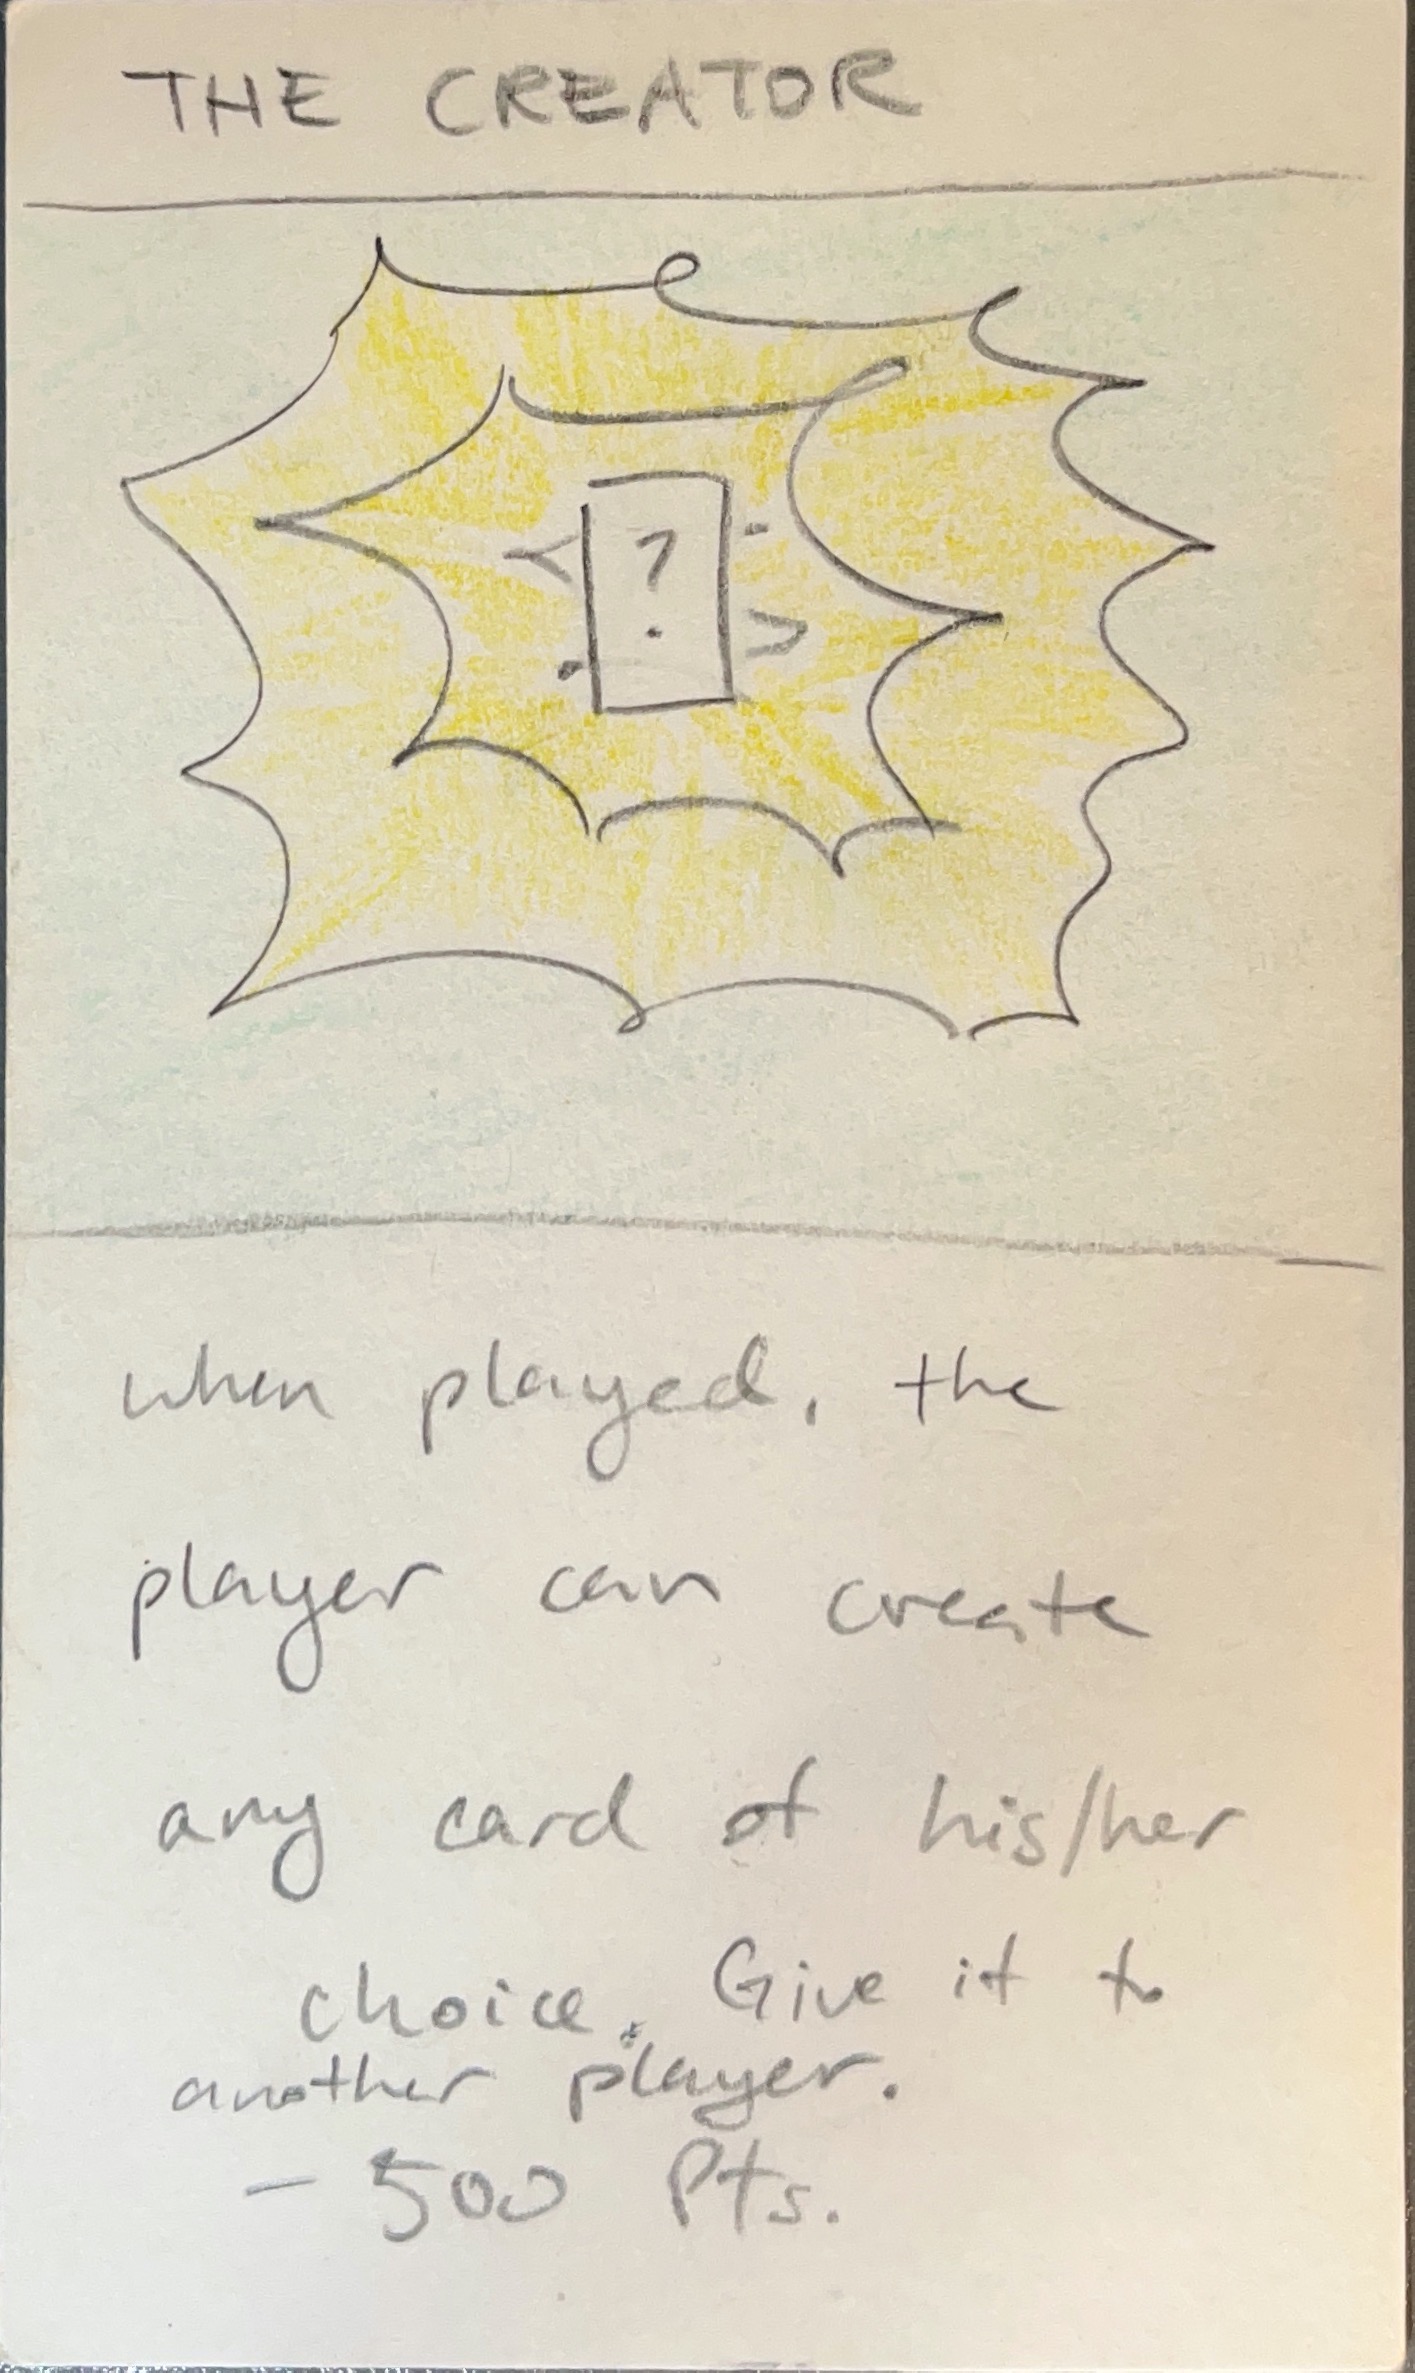 THE CREATOR
?
when played, the
player can create
any card of his/her
choice. Give it to
another player.
- 500 Pts.